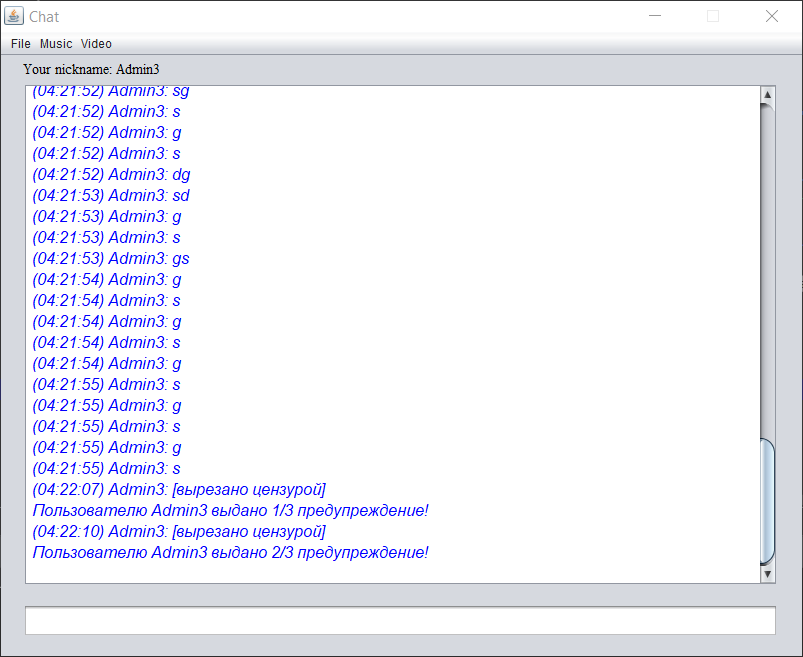 Chat
File Music Video
Your nickname: Admin3
(04:21:52) Admin3: sg
(04:21:52) Admin3: s
(04:21:52) Admin3: g
(04:21:52) Admin3: s
(04:21:52) Admin3: dg
(04:21:53) Admin3: sd
(04:21:53) Admin3: g
(04:21:53) Admin3: s
(04:21:53) Admin3: gs
(04:21:54) Admin3: g
(04:21:54) Admin3: s
(04:21:54) Admin3: g
(04:21:54) Admin3: s
(04:21:54) Admin3: g
(04:21:55) Admin3: s
(04:21:55) Admin3: g
(04:21:55) Admin3: s
(04:21:55) Admin3: g
(04:21:55) Admin3: s
(04:22:07) Admin3: [вырезано цензурой]
Пользователю Admin3 выдано 1/3 предупреждение!
(04:22:10) Admin3: [вырезано цензурой]
Пользователю Admin3 выдано 2/3 предупреждение!